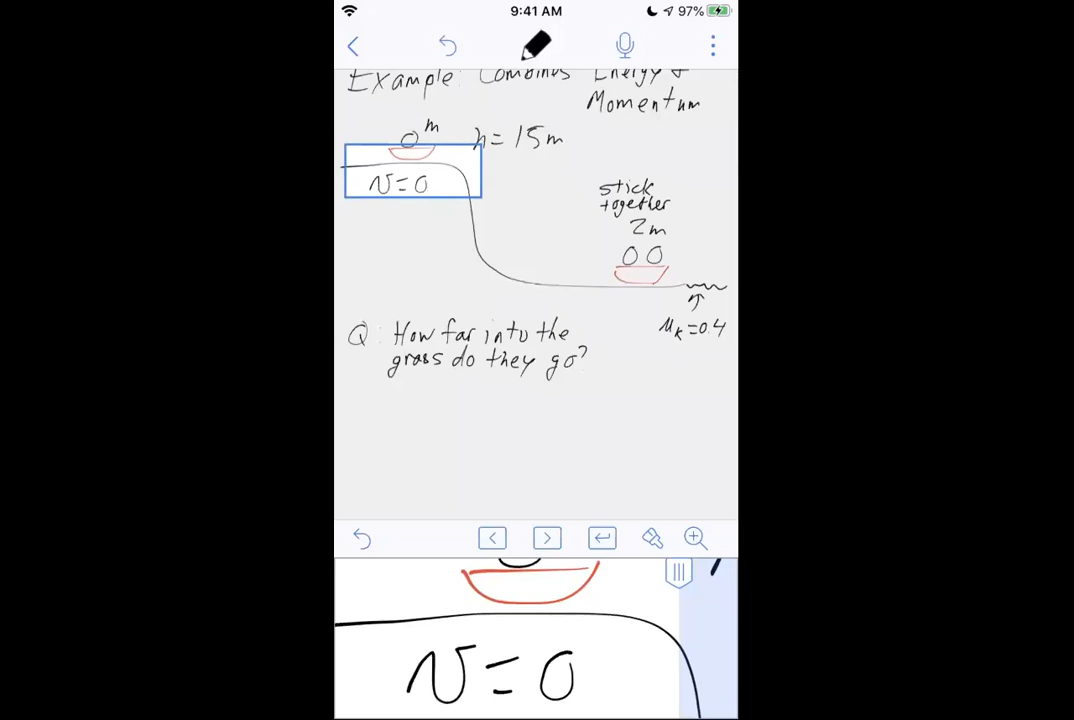 9:41 AM
97%
Example: Combines Energy &
Momentum
m
h = 15m
v = 0
stick
together
2m
μk = 0.4
Q: How far into the
grass do they go?
v = 0